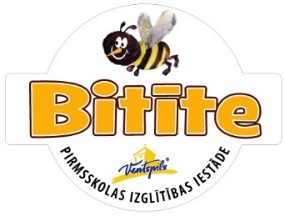 Bitīte
Ventspils
PIRMSSKOLAS IZGLĪTĪBAS IESTĀDE